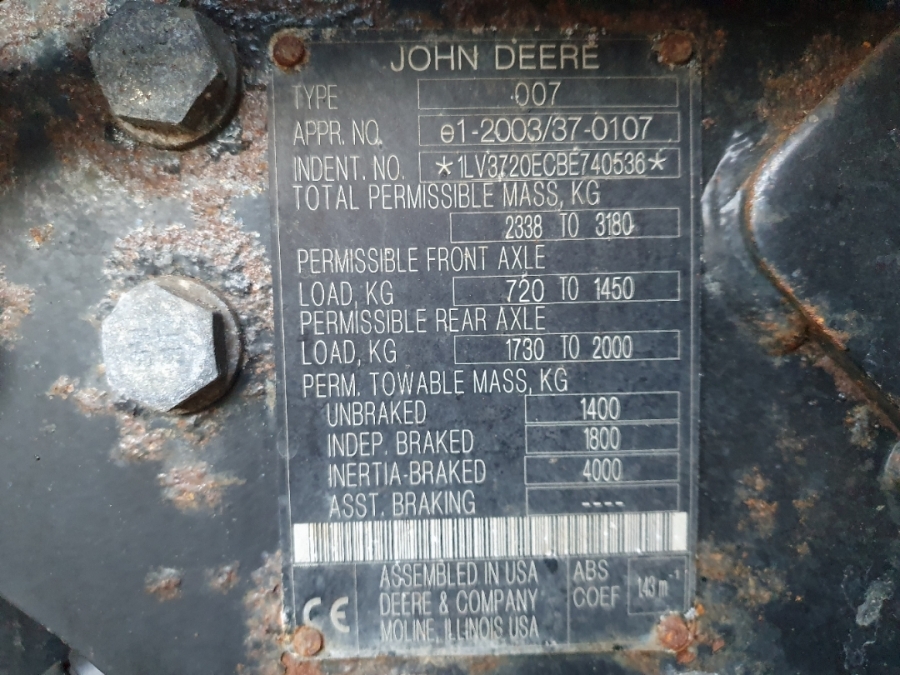 JOHN DEERE
TYPE 007
APPR. NO. e1-2003/37-0107
INDENT. NO. *1LV3720ECBE740536*
TOTAL PERMISSIBLE MASS, KG
2338 TO 3180
PERMISSIBLE FRONT AXLE
LOAD, KG 720 TO 1450
PERMISSIBLE REAR AXLE
LOAD, KG 1730 TO 2000
PERM. TOWABLE MASS, KG
UNBRAKED 1400
INDEP. BRAKED 1800
INERTIA-BRAKED 4000
ASST. BRAKING ----
ASSEMBLED IN USA
DEERE & COMPANY
MOLINE, ILLINOIS USA
CE
ABS
COEF 1.43 m⁻¹